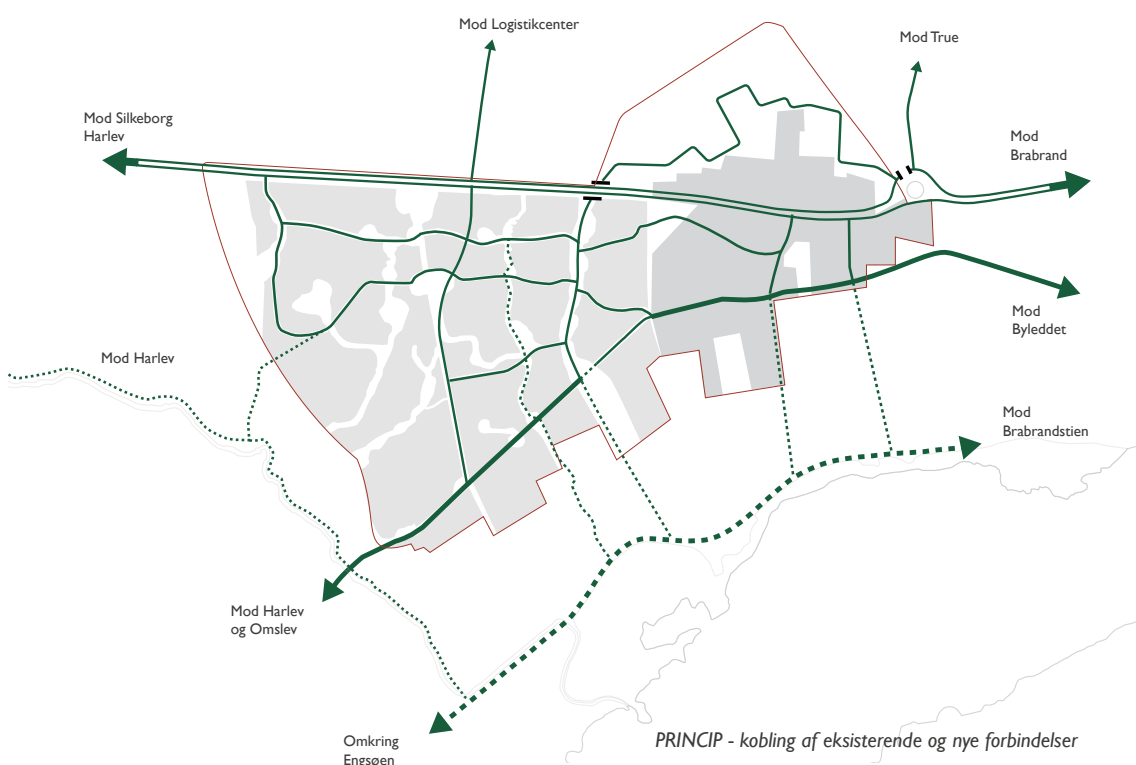 Mod Logistikcenter
Mod True
Mod Silkeborg
Harlev
Mod
Brabrand
Mod
Byleddet
Mod Harlev
Mod
Brabrandstien
Mod Harlev
og Omslev
Omkring
Engsøen
PRINCIP - kobling af eksisterende og nye forbindelser